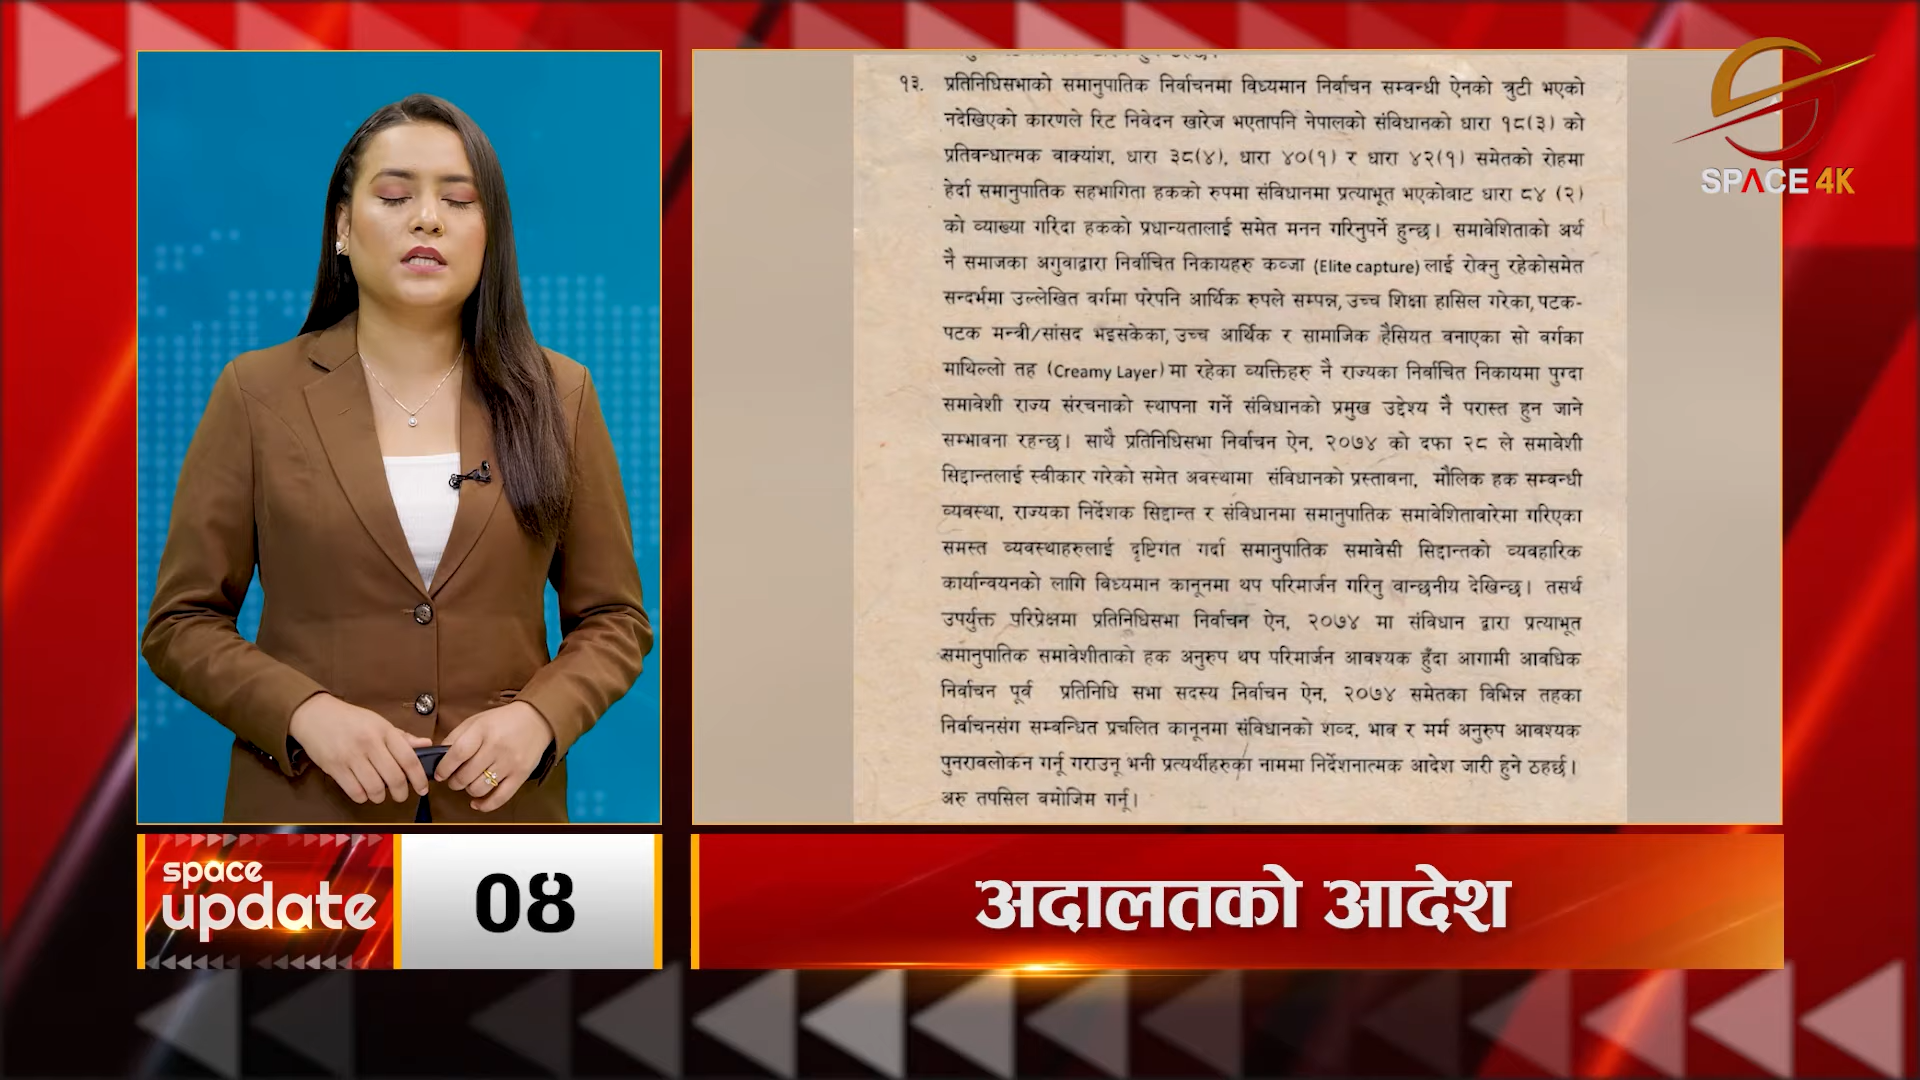 १३. प्रतिनिधिसभाको समानुपातिक निर्वाचनमा विध्यमान निर्वाचन सम्बन्धी ऐनको त्रुटी भएको
नदेखिएको कारणले रिट निवेदन खारेज भएतापनि नेपालको संविधानको धारा १८(३) को
प्रतिबन्धात्मक वाक्यांश, धारा ३८(४), धारा ४०(१) र धारा ४२(१) समेतको रोहमा
हेर्दा समानुपातिक सहभागिता हकको रुपमा संविधानमा प्रत्याभूत भएकोबाट धारा ८४ (२)
को व्याख्या गरिंदा हकको प्रधान्यतालाई समेत मनन गरिनुपर्ने हुन्छ। समावेशिताको अर्थ
नै समाजका अगुवाद्वारा निर्वाचित निकायहरु कब्जा (Elite capture) लाई रोक्नु रहेकोसमेत
सन्दर्भमा उल्लेखित वर्गमा परेपनि आर्थिक रुपले सम्पन्न, उच्च शिक्षा हासिल गरेका, पटक-
पटक मन्त्री/सांसद भइसकेका, उच्च आर्थिक र सामाजिक हैसियत बनाएका सो वर्गका
माथिल्लो तह (Creamy Layer) मा रहेका व्यक्तिहरु नै राज्यका निर्वाचित निकायमा पुग्दा
समावेशी राज्य संरचनाको स्थापना गर्ने संविधानको प्रमुख उद्देश्य नै परास्त हुन जाने
सम्भावना रहन्छ। साथै प्रतिनिधिसभा निर्वाचन ऐन, २०७४ को दफा २८ ले समावेशी
सिद्दान्तलाई स्वीकार गरेको समेत अवस्थामा संविधानको प्रस्तावना, मौलिक हक सम्बन्धी
व्यवस्था, राज्यका निर्देशक सिद्दान्त र संविधानमा समानुपातिक समावेशिताबारेमा गरिएका
समस्त व्यवस्थाहरुलाई दृष्टिगत गर्दा समानुपातिक समावेसी सिद्दान्तको व्यवहारिक
कार्यान्वयनको लागि विध्यमान कानूनमा थप परिमार्जन गरिनु वान्छनीय देखिन्छ। तसर्थ
उपर्युक्त परिप्रेक्षमा प्रतिनिधिसभा निर्वाचन ऐन, २०७४ मा संविधान द्वारा प्रत्याभूत
समानुपातिक समावेशीताको हक अनुरुप थप परिमार्जन आवश्यक हुँदा आगामी आवधिक
निर्वाचन पूर्व प्रतिनिधि सभा सदस्य निर्वाचन ऐन, २०७४ समेतका विभिन्न तहका
निर्वाचनसंग सम्बन्धित प्रचलित कानूनमा संविधानको शब्द, भाव र मर्म अनुरुप आवश्यक
पुनरावलोकन गर्नू गराउनू भनी प्रत्यर्थीहरुका नाममा निर्देशनात्मक आदेश जारी हुने ठहर्छ।
अरु तपसिल बमोजिम गर्नू।
SPACE 4K
space
update
08
अदालतको आदेश